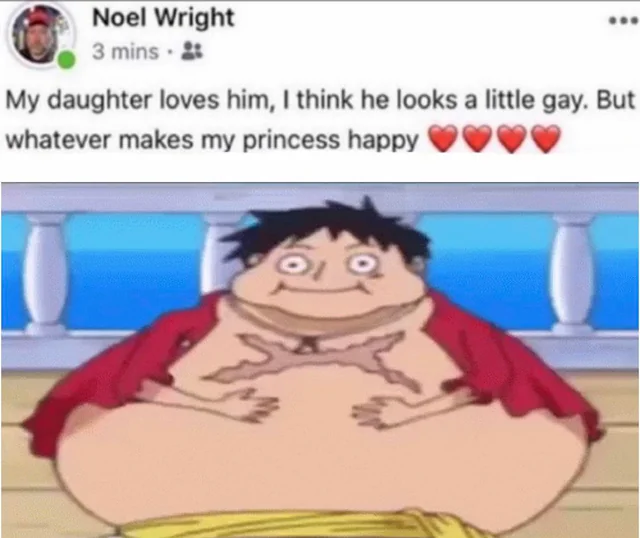 Noel Wright
3 mins ·
My daughter loves him, I think he looks a little gay. But
whatever makes my princess happy ❤️❤️❤️❤️